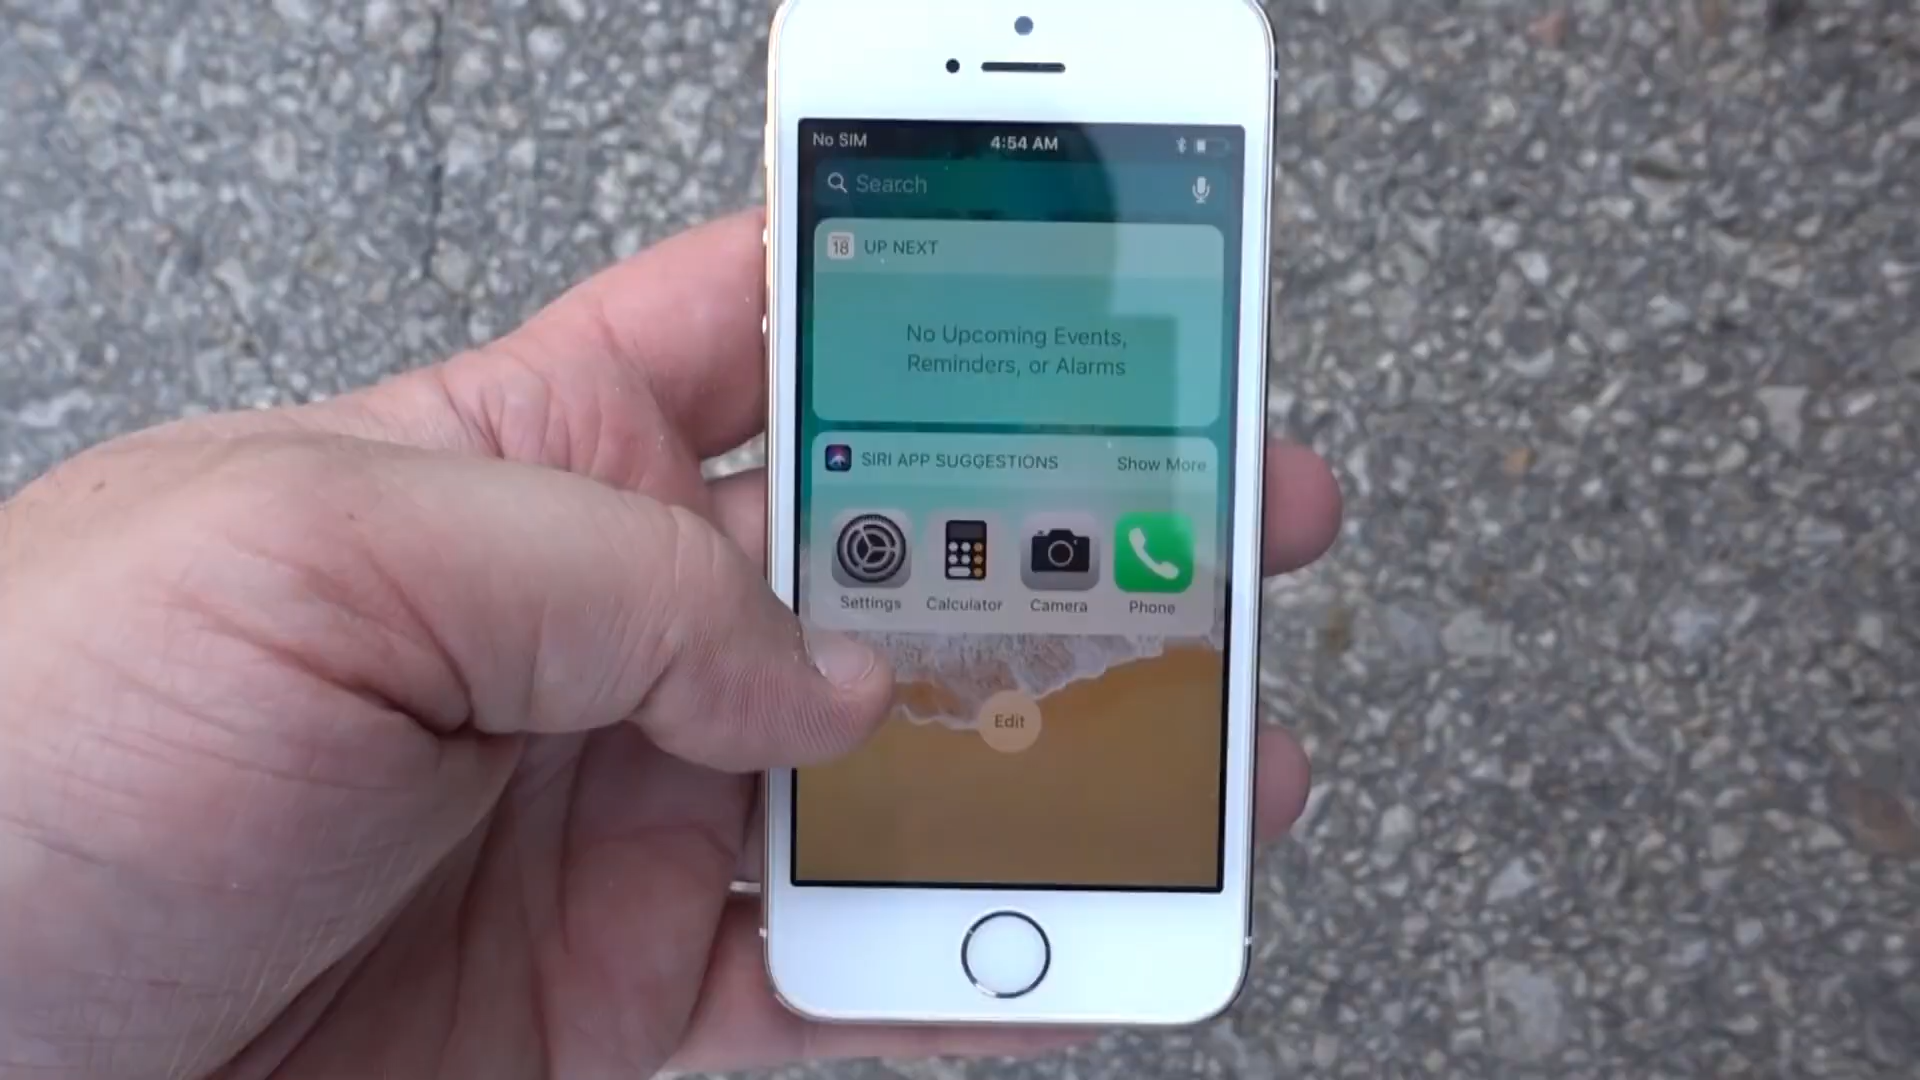 No SIM 4:54 AM
Search
18 UP NEXT
No Upcoming Events,
Reminders, or Alarms
SIRI APP SUGGESTIONS Show More
Settings Calculator Camera Phone
Edit